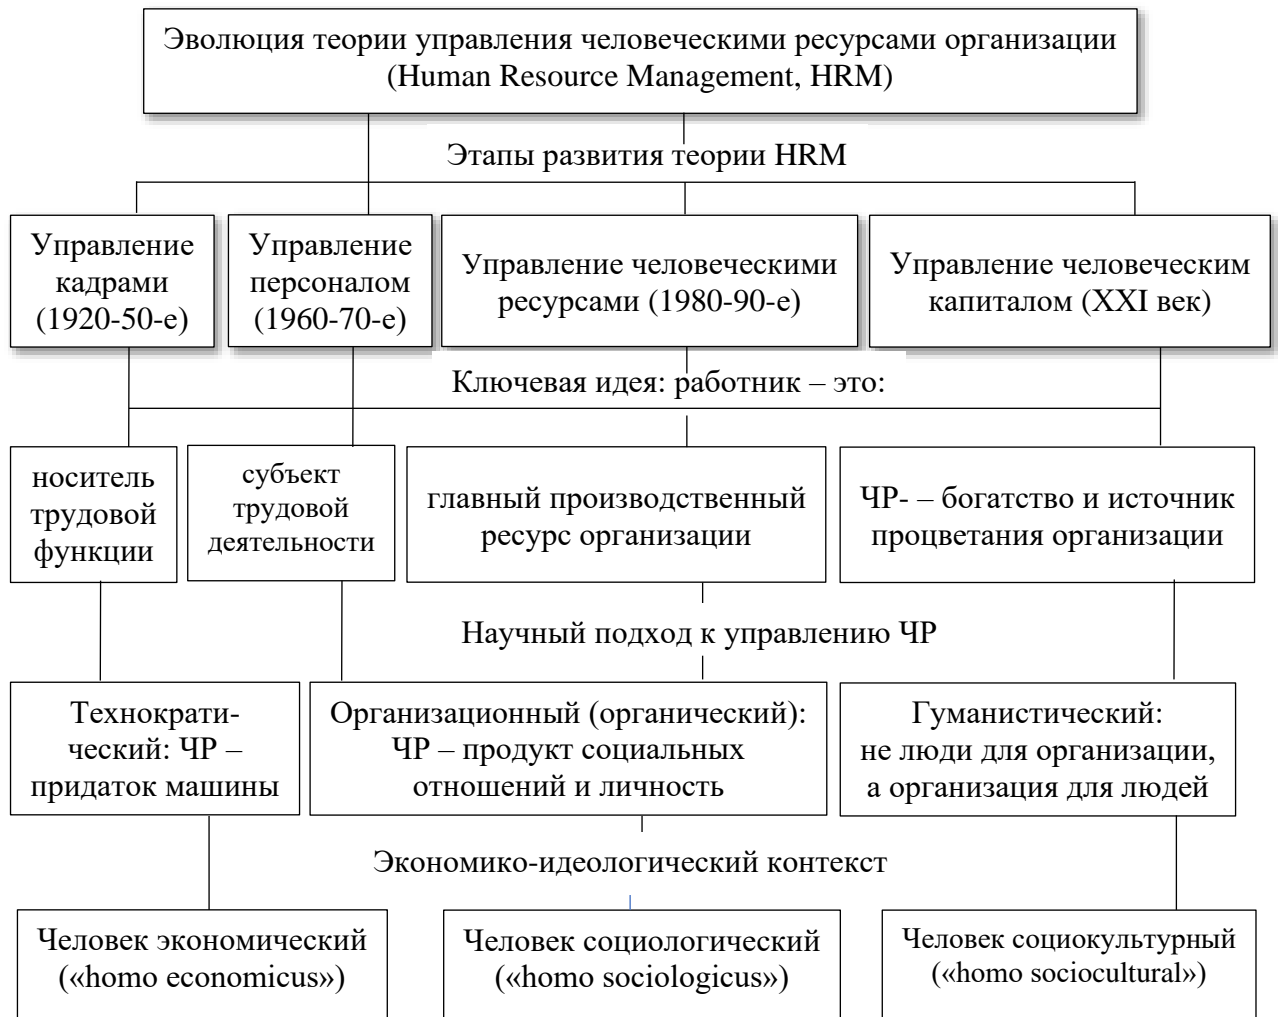 Эволюция теории управления человеческими ресурсами организации
(Human Resource Management, HRM)
Этапы развития теории HRM
Управление
кадрами
(1920-50-е)
Управление
персоналом
(1960-70-е)
Управление человеческими
ресурсами (1980-90-е)
Управление человеческим
капиталом (XXI век)
Ключевая идея: работник – это:
носитель
трудовой
функции
субъект
трудовой
деятельности
главный производственный
ресурс организации
ЧР- – богатство и источник
процветания организации
Научный подход к управлению ЧР
Технократи-
ческий: ЧР –
придаток машины
Организационный (органический):
ЧР – продукт социальных
отношений и личность
Гуманистический:
не люди для организации,
а организация для людей
Экономико-идеологический контекст
Человек экономический
(«homo economicus»)
Человек социологический
(«homo sociologicus»)
Человек социокультурный
(«homo sociocultural»)